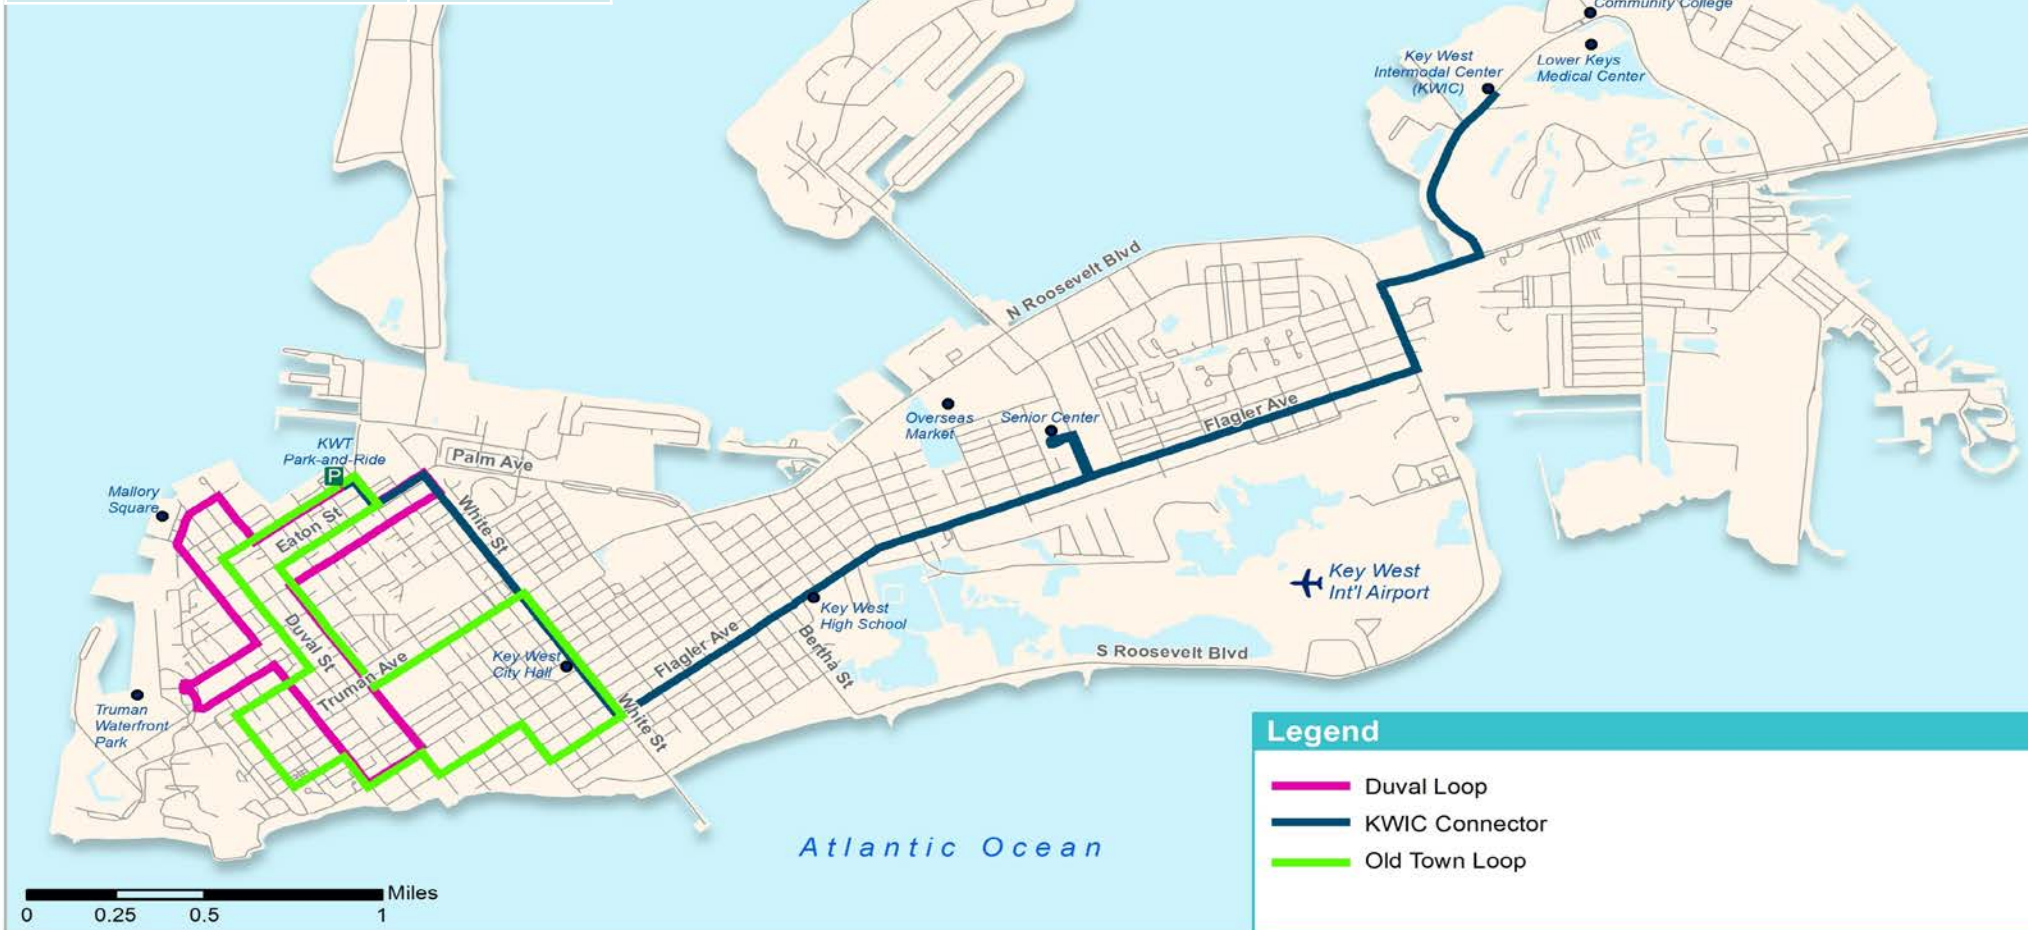 Community College
Key West
Intermodal Center
(KWIC)
Lower Keys
Medical Center
N Roosevelt Blvd
Overseas
Market
Senior Center
Flagler Ave
KWT
Park-and-Ride
P
Palm Ave
Mallory
Square
Eaton St
White St
Key West
Int'l Airport
Duval St
Key West
High School
Flagler Ave
Bertha St
S Roosevelt Blvd
Key West
City Hall
Truman Ave
White St
Truman
Waterfront
Park
Atlantic Ocean
Legend
Duval Loop
KWIC Connector
Old Town Loop
Miles
0 0.25 0.5 1